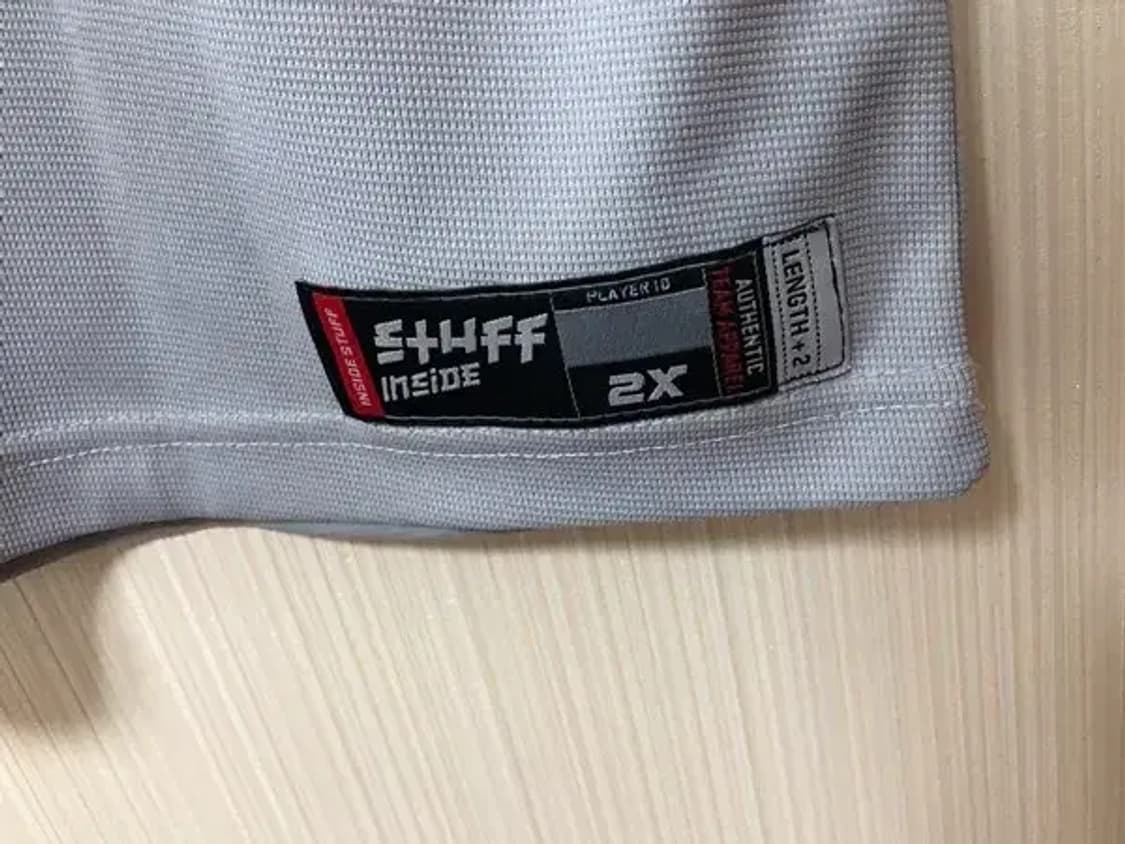 INSIDE STUFF
STUFF
INSIDE
PLAYER ID
2X
AUTHENTIC
TEAM APPAREL
LENGTH + 2